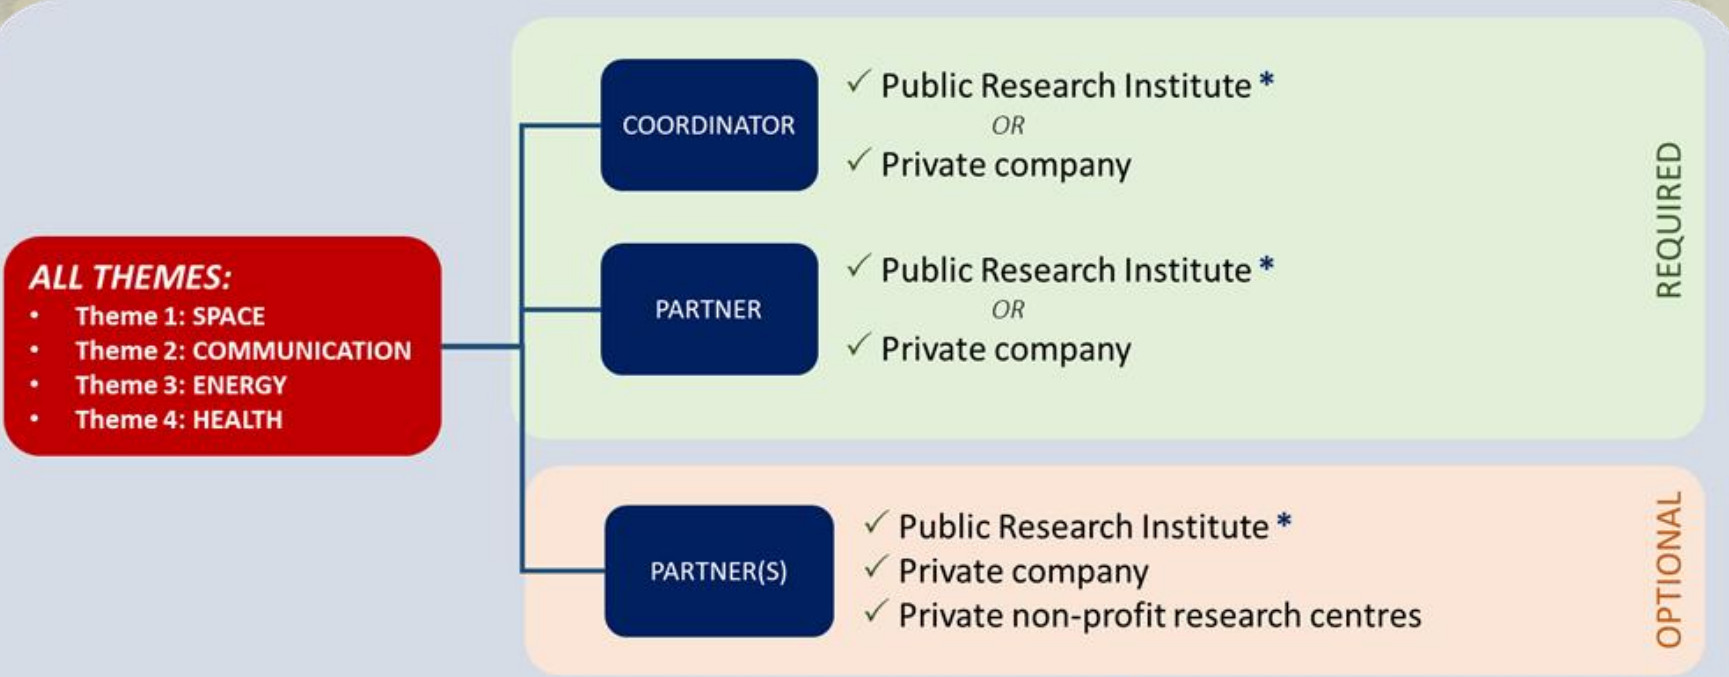 ALL THEMES:
• Theme 1: SPACE
• Theme 2: COMMUNICATION
• Theme 3: ENERGY
• Theme 4: HEALTH
COORDINATOR
✓ Public Research Institute *
OR
✓ Private company
PARTNER
✓ Public Research Institute *
OR
✓ Private company
REQUIRED
PARTNER(S)
✓ Public Research Institute *
✓ Private company
✓ Private non-profit research centres
OPTIONAL